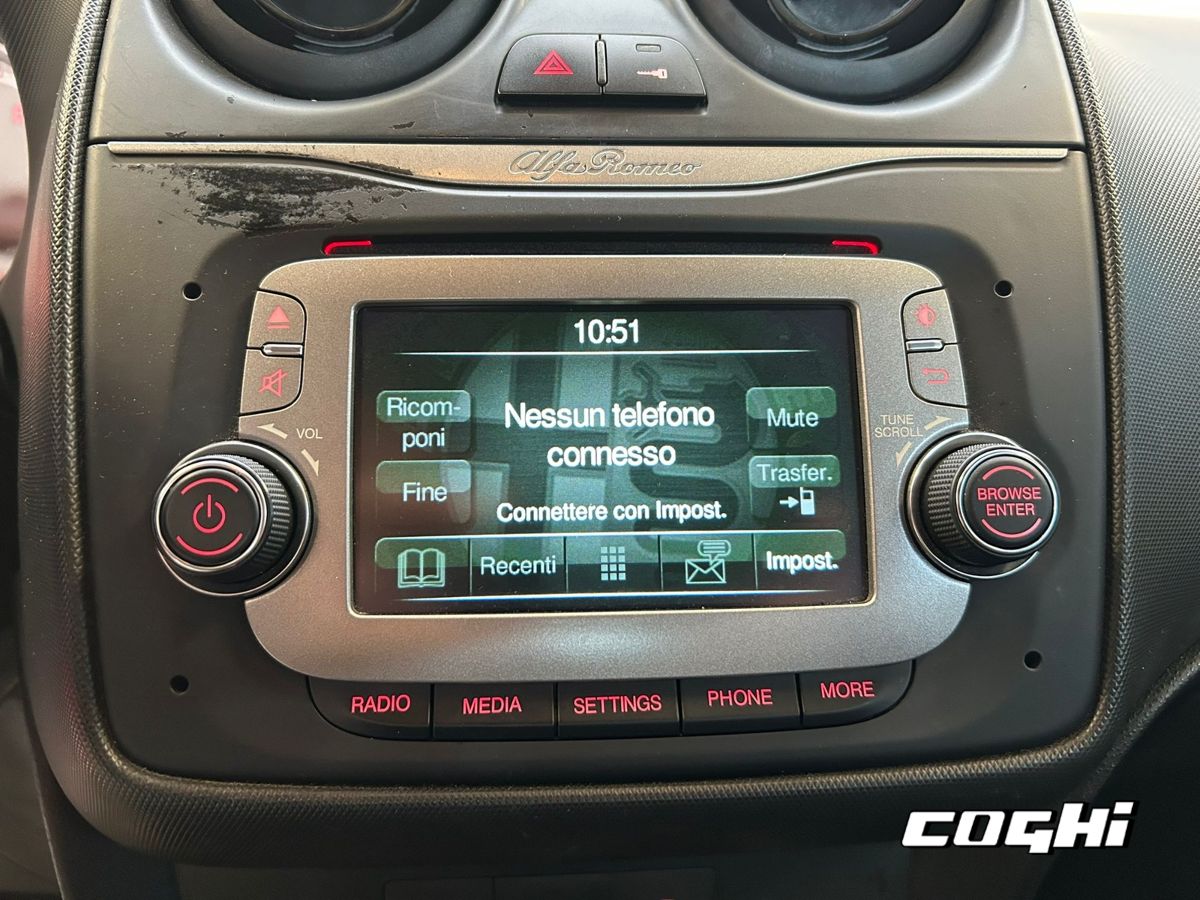 Alfa Romeo
10:51
Ricom-
poni
Nessun telefono
connesso
Mute
Fine
Trasfer.
Connettere con Impost.
Recenti
Impost.
VOL
TUNE
SCROLL
BROWSE
ENTER
RADIO
MEDIA
SETTINGS
PHONE
MORE
COGHi